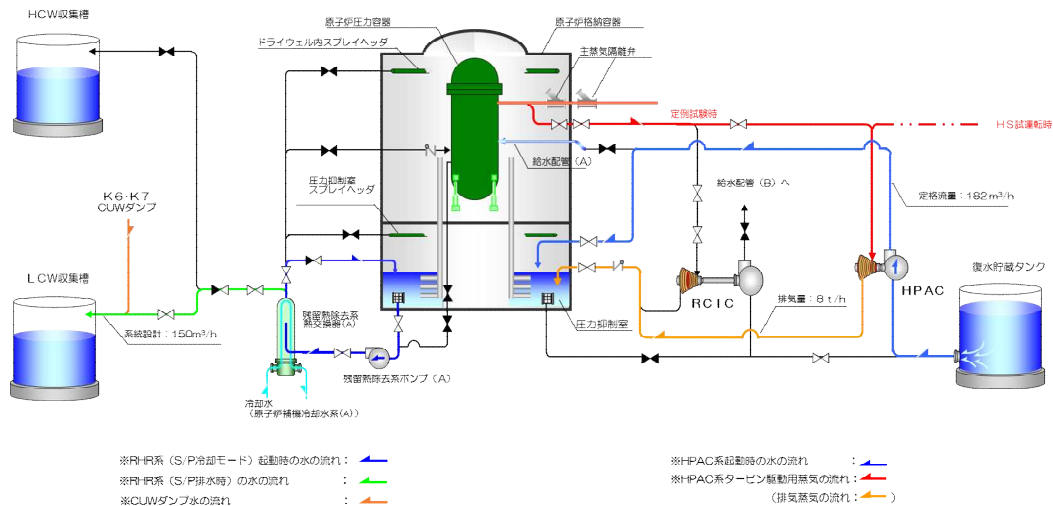 HCW収集槽
原子炉圧力容器
原子炉格納容器
ドライウェル内スプレイヘッダ
主蒸気隔離弁
定例試験時
HS試運転時
給水配管(A)
圧力抑制室
スプレイヘッダ
給水配管(B)へ
定格流量:182m³/h
K6・K7
CUWダンプ
LCW収集槽
復水貯蔵タンク
HPAC
RCIC
排気量:8t/h
系統設計:150m³/h
残留熱除去系
熱交換器(A)
圧力抑制室
残留熱除去系ポンプ(A)
冷却水
(原子炉補機冷却水系(A))
※RHR系(S/P冷却モード)起動時の水の流れ:
※RHR系(S/P排水時)の水の流れ :
※CUWダンプ水の流れ :
※HPAC系起動時の水の流れ :
※HPAC系タービン駆動用蒸気の流れ:
(排気蒸気の流れ: )